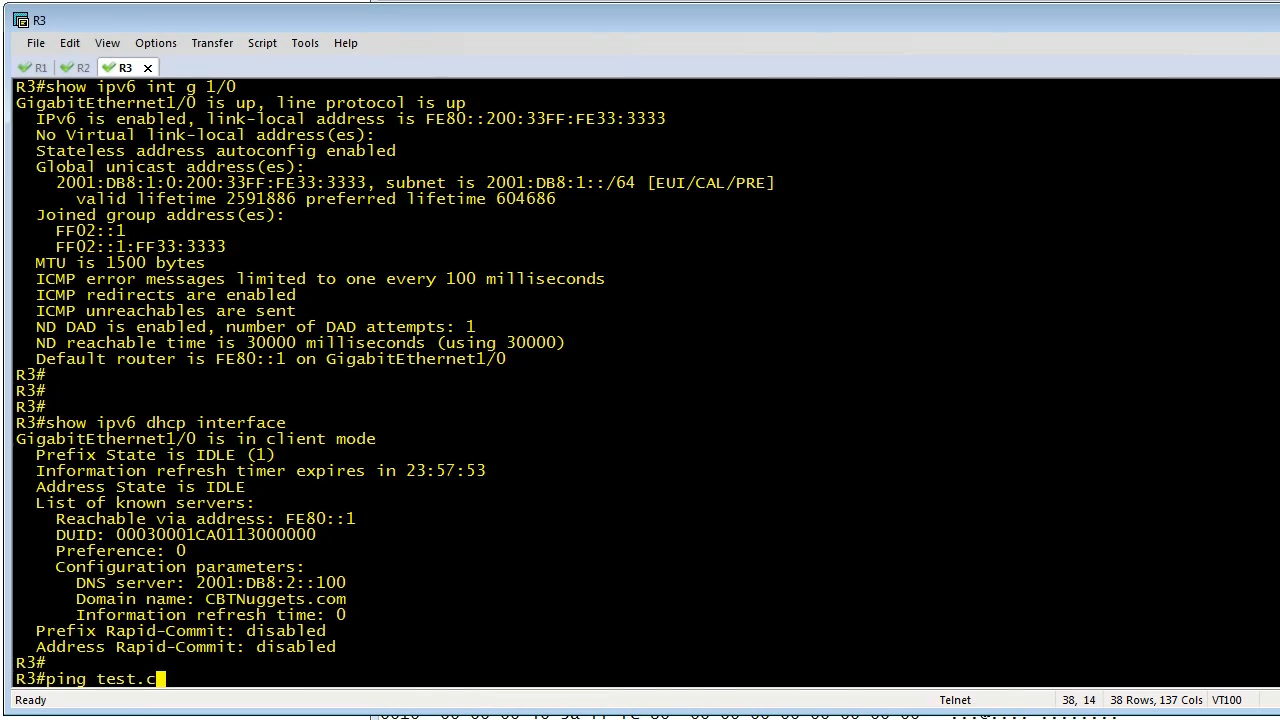 R3
File Edit View Options Transfer Script Tools Help
R1 R2 R3 ×
R3#show ipv6 int g 1/0
GigabitEthernet1/0 is up, line protocol is up
IPv6 is enabled, link-local address is FE80::200:33FF:FE33:3333
No Virtual link-local address(es):
Stateless address autoconfig enabled
Global unicast address(es):
2001:DB8:1:0:200:33FF:FE33:3333, subnet is 2001:DB8:1::/64 [EUI/CAL/PRE]
valid lifetime 2591886 preferred lifetime 604686
Joined group address(es):
FF02::1
FF02::1:FF33:3333
MTU is 1500 bytes
ICMP error messages limited to one every 100 milliseconds
ICMP redirects are enabled
ICMP unreachables are sent
ND DAD is enabled, number of DAD attempts: 1
ND reachable time is 30000 milliseconds (using 30000)
Default router is FE80::1 on GigabitEthernet1/0
R3#
R3#
R3#
R3#show ipv6 dhcp interface
GigabitEthernet1/0 is in client mode
Prefix State is IDLE (1)
Information refresh timer expires in 23:57:53
Address State is IDLE
List of known servers:
Reachable via address: FE80::1
DUID: 00030001CA0113000000
Preference: 0
Configuration parameters:
DNS server: 2001:DB8:2::100
Domain name: CBTNuggets.com
Information refresh time: 0
Prefix Rapid-Commit: disabled
Address Rapid-Commit: disabled
R3#
R3#ping test.c
Ready Telnet 38, 14 38 Rows, 137 Cols VT100